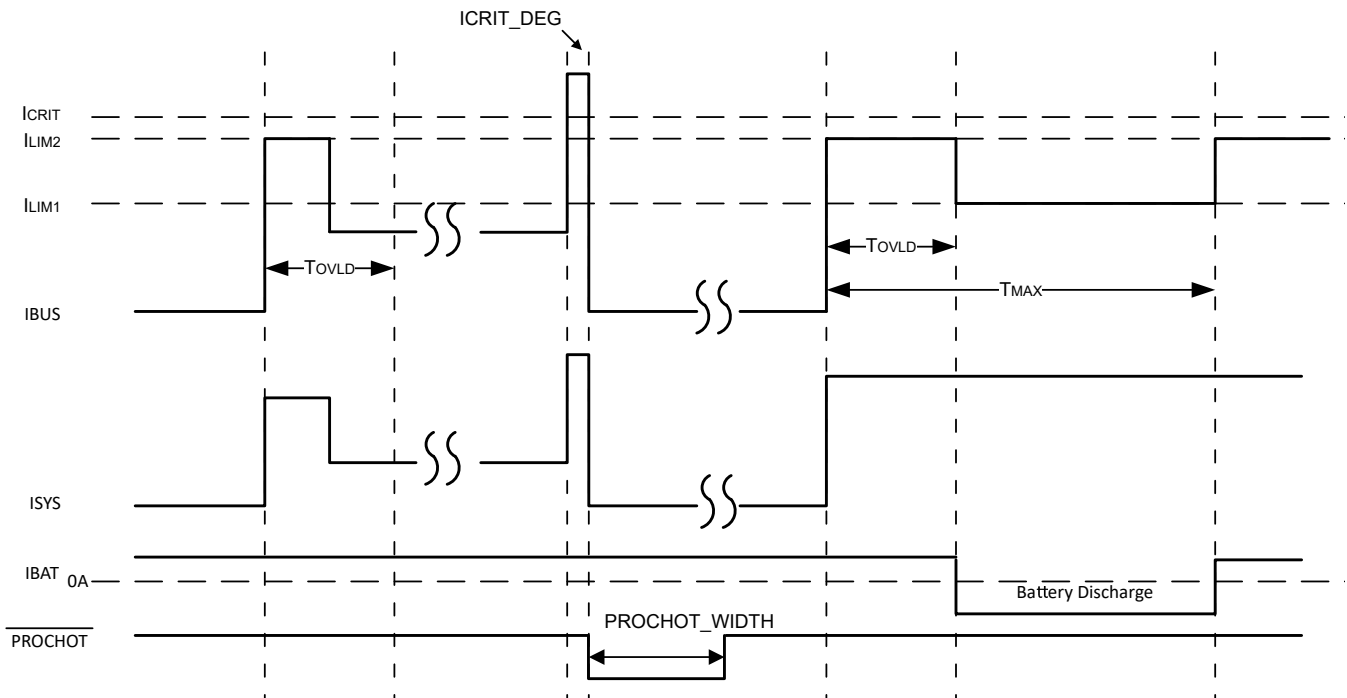 ICRIT_DEG
ICRIT
ILIM2
ILIM1
TOVLD
TOVLD
TMAX
IBUS
ISYS
IBAT 0A
Battery Discharge
PROCHOT_WIDTH
PROCHOT